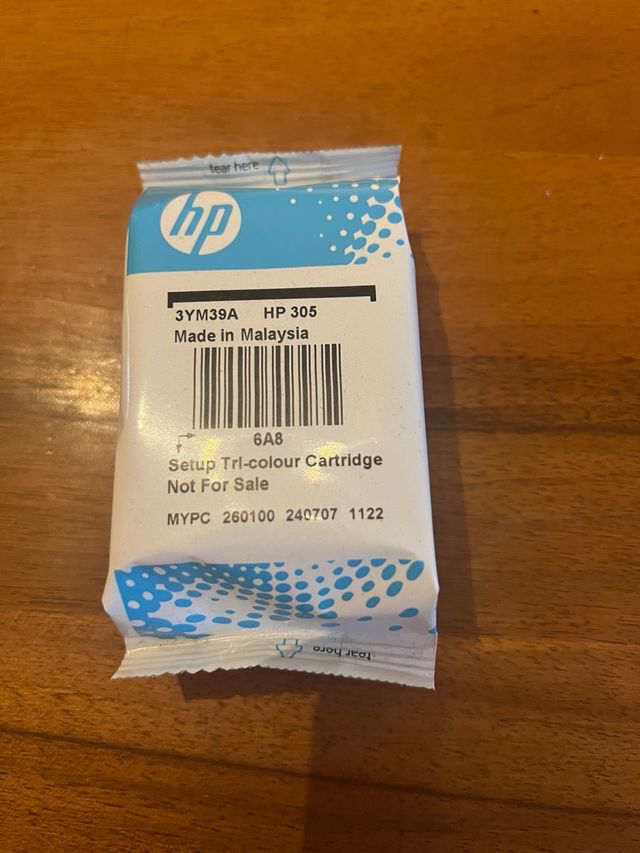 tear here
hp
3YM39A HP 305
Made in Malaysia
6A8
Setup Tri-colour Cartridge
Not For Sale
MYPC 260100 240707 1122
tear here